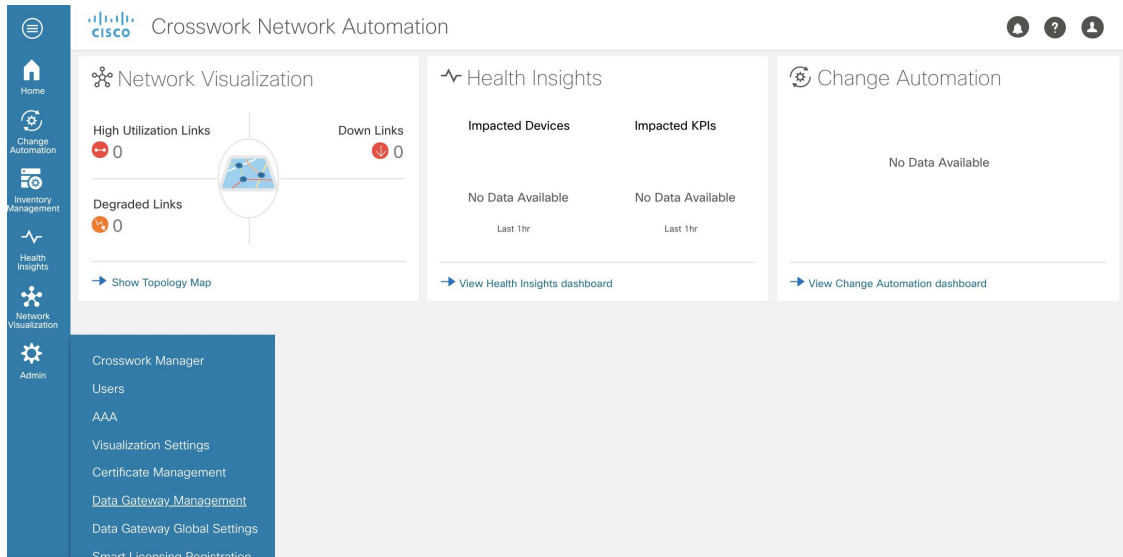 CISCO
Crosswork Network Automation
Home
Change
Automation
Inventory
Management
Health
Insights
Network
Visualization
Admin
Network Visualization
High Utilization Links
0
Down Links
0
Degraded Links
0
Show Topology Map
Health Insights
Impacted Devices
Impacted KPIs
No Data Available
No Data Available
Last 1hr
Last 1hr
View Health Insights dashboard
Change Automation
No Data Available
View Change Automation dashboard
Crosswork Manager
Users
AAA
Visualization Settings
Certificate Management
Data Gateway Management
Data Gateway Global Settings
Smart Licensing Registration